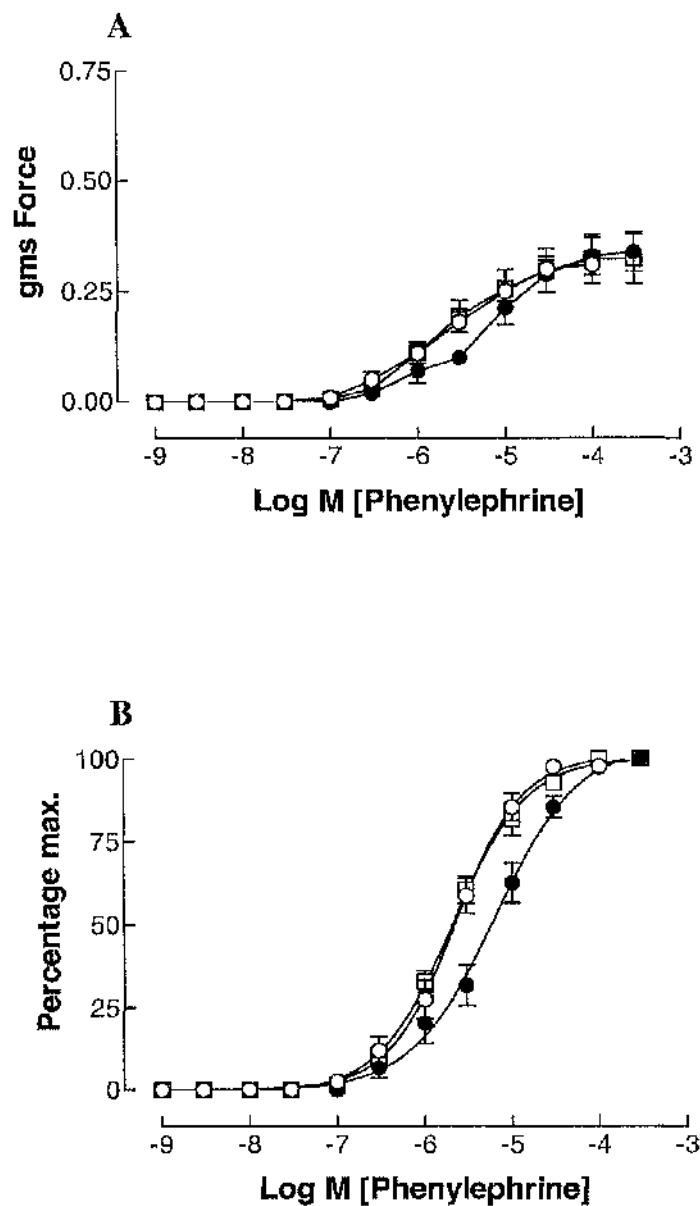 A
0.75
0.50
0.25
0.00
gms Force
-9 -8 -7 -6 -5 -4 -3
Log M [Phenylephrine]
B
100
75
50
25
0
Percentage max.
-9 -8 -7 -6 -5 -4 -3
Log M [Phenylephrine]